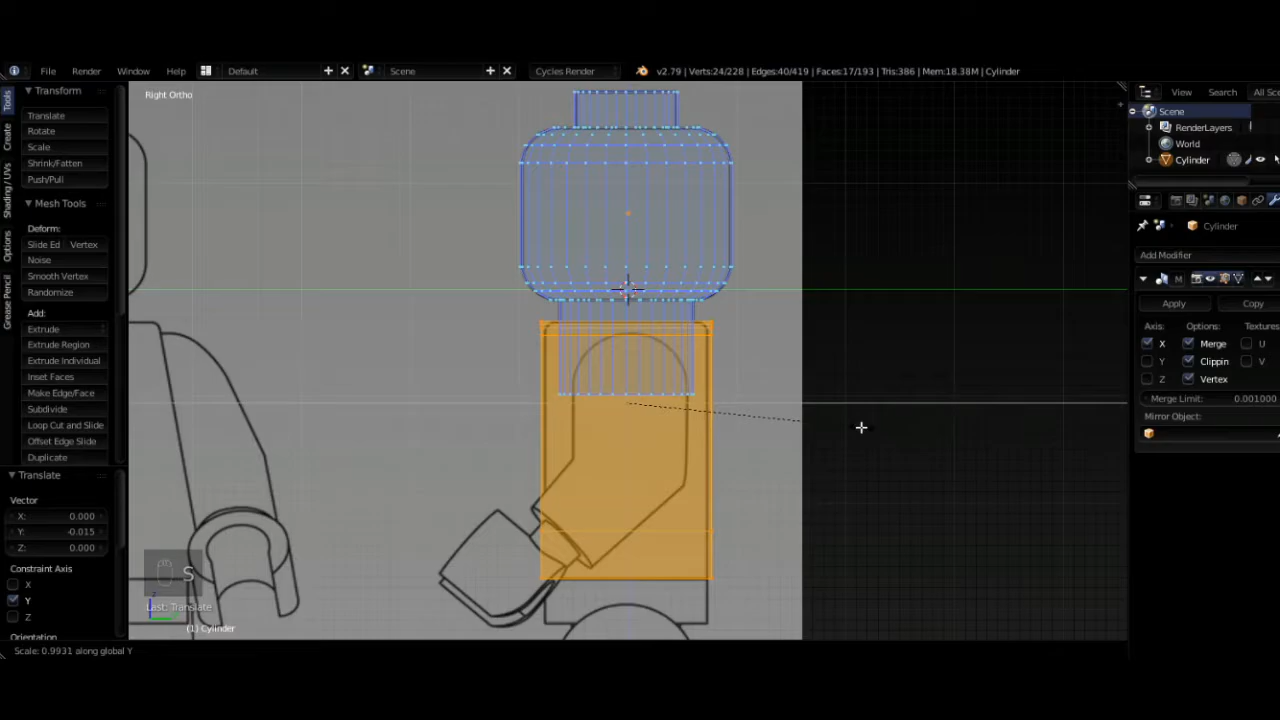 File Render Window Help Default Scene Cycles Render v2.79 | Verts:24/228 | Edges:40/419 | Faces:17/193 | Tris:386 | Mem:18.38M | Cylinder
Tools
Create
Shading / UVs
Options
Grease Pencil
Transform
Translate
Rotate
Scale
Shrink/Fatten
Push/Pull
Mesh Tools
Deform:
Slide Ed Vertex
Noise
Smooth Vertex
Randomize
Add:
Extrude
Extrude Region
Extrude Individual
Inset Faces
Make Edge/Face
Subdivide
Loop Cut and Slide
Offset Edge Slide
Duplicate
Translate
Vector
X: 0.000
Y: -0.015
Z: 0.000
Constraint Axis
X
Y
Z
Orientation
Right Ortho
S
Last: Translate
(1) Cylinder
Scale: 0.9931 along global Y
View Search All Sce
Scene
RenderLayers
World
Cylinder
Cylinder
Add Modifier
M
Apply Copy
Axis: Options: Textures
X Merge U
Y Clippin V
Z Vertex
Merge Limit: 0.001000
Mirror Object: